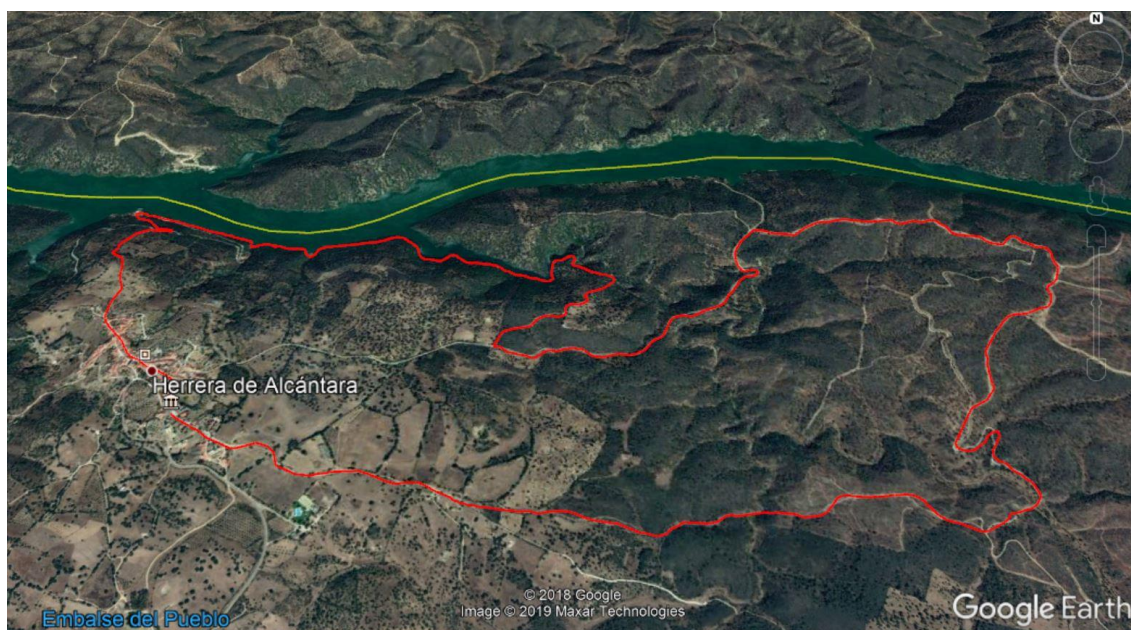 N
Herrera de Alcántara
Embalse del Pueblo
© 2018 Google
Image © 2019 Maxar Technologies
Google Earth